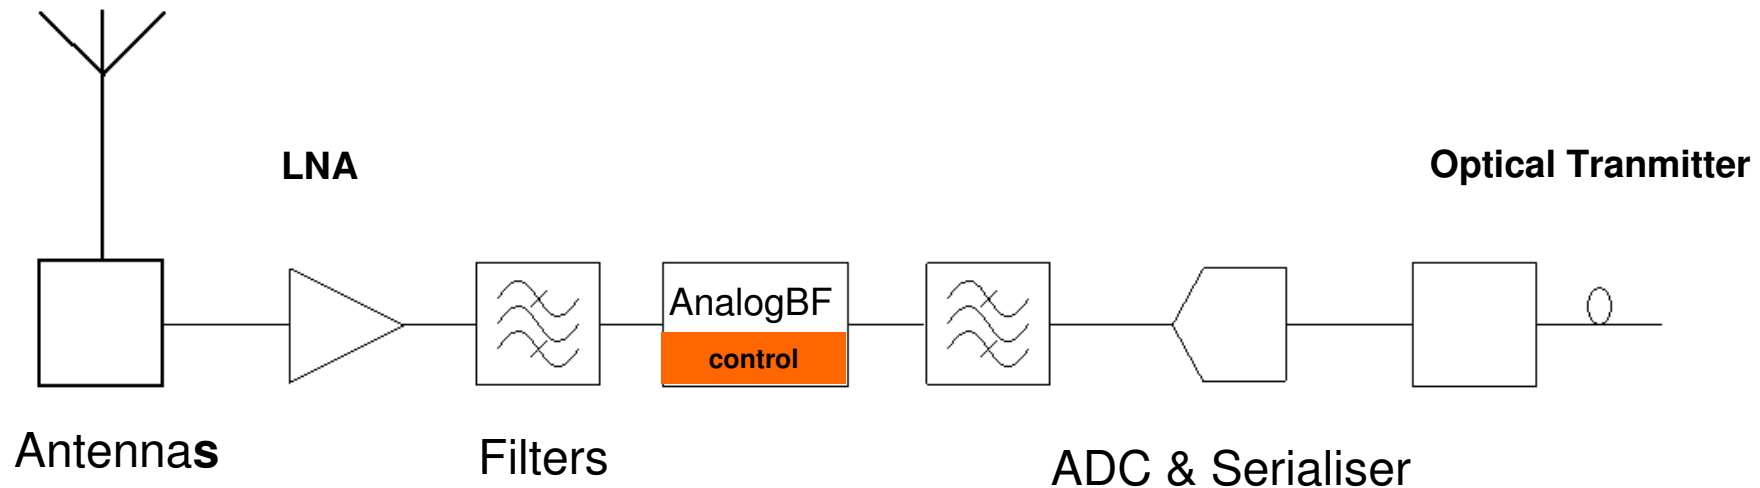 LNA
Optical Tranmitter
AnalogBF
control
Antennas
Filters
ADC & Serialiser